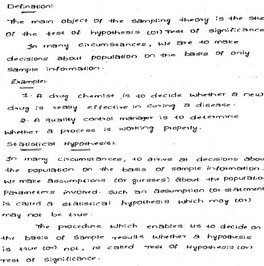 Defination:
The main object of the sampling theory is the stud
of the test of hypothesis (or) Test of significance
In many circumstances, we are to make
decisions about population on the basis of only
sample information.
Example:
1. A drug chemist is to decide whether a new
drug is really effective in curing a disease.
2. A quality control manager is to determine
whether a process is working properly.
Statistical Hypothesis:
In many circumstances, to arrive at decisions abou
the population on the basis of sample information,
we make assumptions (or guesses) about the populatio
Parameters involved. Such an assumption (or) statement
is called a statistical hypothesis which may (or)
may not be true.
The procedure which enables us to decide on
the basis of sample results whether a hypothesis
is true (or) not, is called Test of Hypothesis (or)
Test of significance.